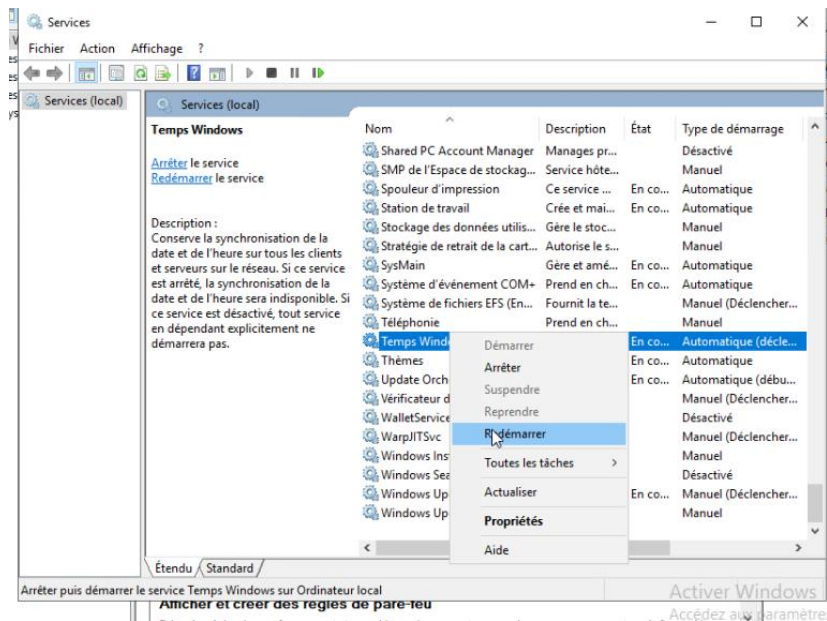 Services
Fichier Action Affichage ?
Services (local)
Services (local)
Temps Windows
Arrêter le service
Redémarrer le service
Description :
Conserve la synchronisation de la
date et de l'heure sur tous les clients
et serveurs sur le réseau. Si ce service
est arrêté, la synchronisation de la
date et de l'heure sera indisponible. Si
ce service est désactivé, tout service
en dépendant explicitement ne
démarrera pas.
Nom Description État Type de démarrage
Shared PC Account Manager Manages pr... Désactivé
SMP de l'Espace de stockag... Service hôte... Manuel
Spouleur d'impression Ce service ... En co... Automatique
Station de travail Crée et mai... En co... Automatique
Stockage des données utilis... Gère le stoc... Manuel
Stratégie de retrait de la cart... Autorise le s... Manuel
SysMain Gère et amé... En co... Automatique
Système d'événement COM+ Prend en ch... En co... Automatique
Système de fichiers EFS (En... Fournit la te... Manuel (Déclencher...
Téléphonie Prend en ch... Manuel
Temps Wind En co... Automatique (décle...
Thèmes En co... Automatique
Update Orch En co... Automatique (débu...
Vérificateur d Manuel (Déclencher...
WalletService Désactivé
WarpJITSvc Manuel (Déclencher...
Windows Ins Manuel
Windows Sea Désactivé
Windows Up En co... Manuel (Déclencher...
Windows Up Manuel
Démarrer
Arrêter
Suspendre
Reprendre
Redémarrer
Toutes les tâches
Actualiser
Propriétés
Aide
Étendu Standard
Arrêter puis démarrer le service Temps Windows sur Ordinateur local
Activer Windows
Accédez aux paramètre
Afficher et créer des règles de pare-feu